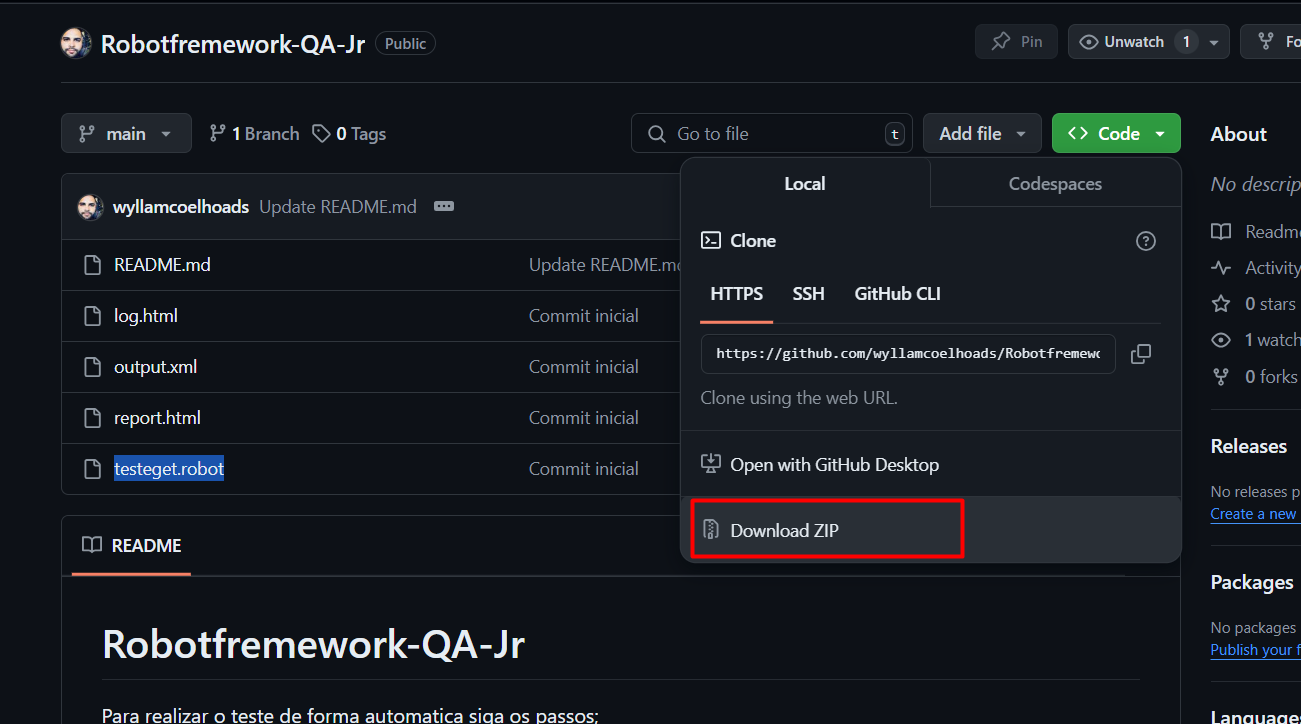 Robotfremework-QA-Jr Public
Pin
Unwatch 1
main
1 Branch
0 Tags
Go to file t
Add file
Code
About
wyllamcoelhoads Update README.md
README.md Update README.md
log.html Commit inicial
output.xml Commit inicial
report.html Commit inicial
testeget.robot Commit inicial
Local
Codespaces
Clone
HTTPS SSH GitHub CLI
https://github.com/wyllamcoelhoads/Robotfremewo
Clone using the web URL.
Open with GitHub Desktop
Download ZIP
No descrip
Readme
Activity
0 stars
1 watch
0 forks
Releases
No releases p
Create a new
Packages
No packages
Publish your f
Language
README
Robotfremework-QA-Jr
Para realizar o teste de forma automatica siga os passos;